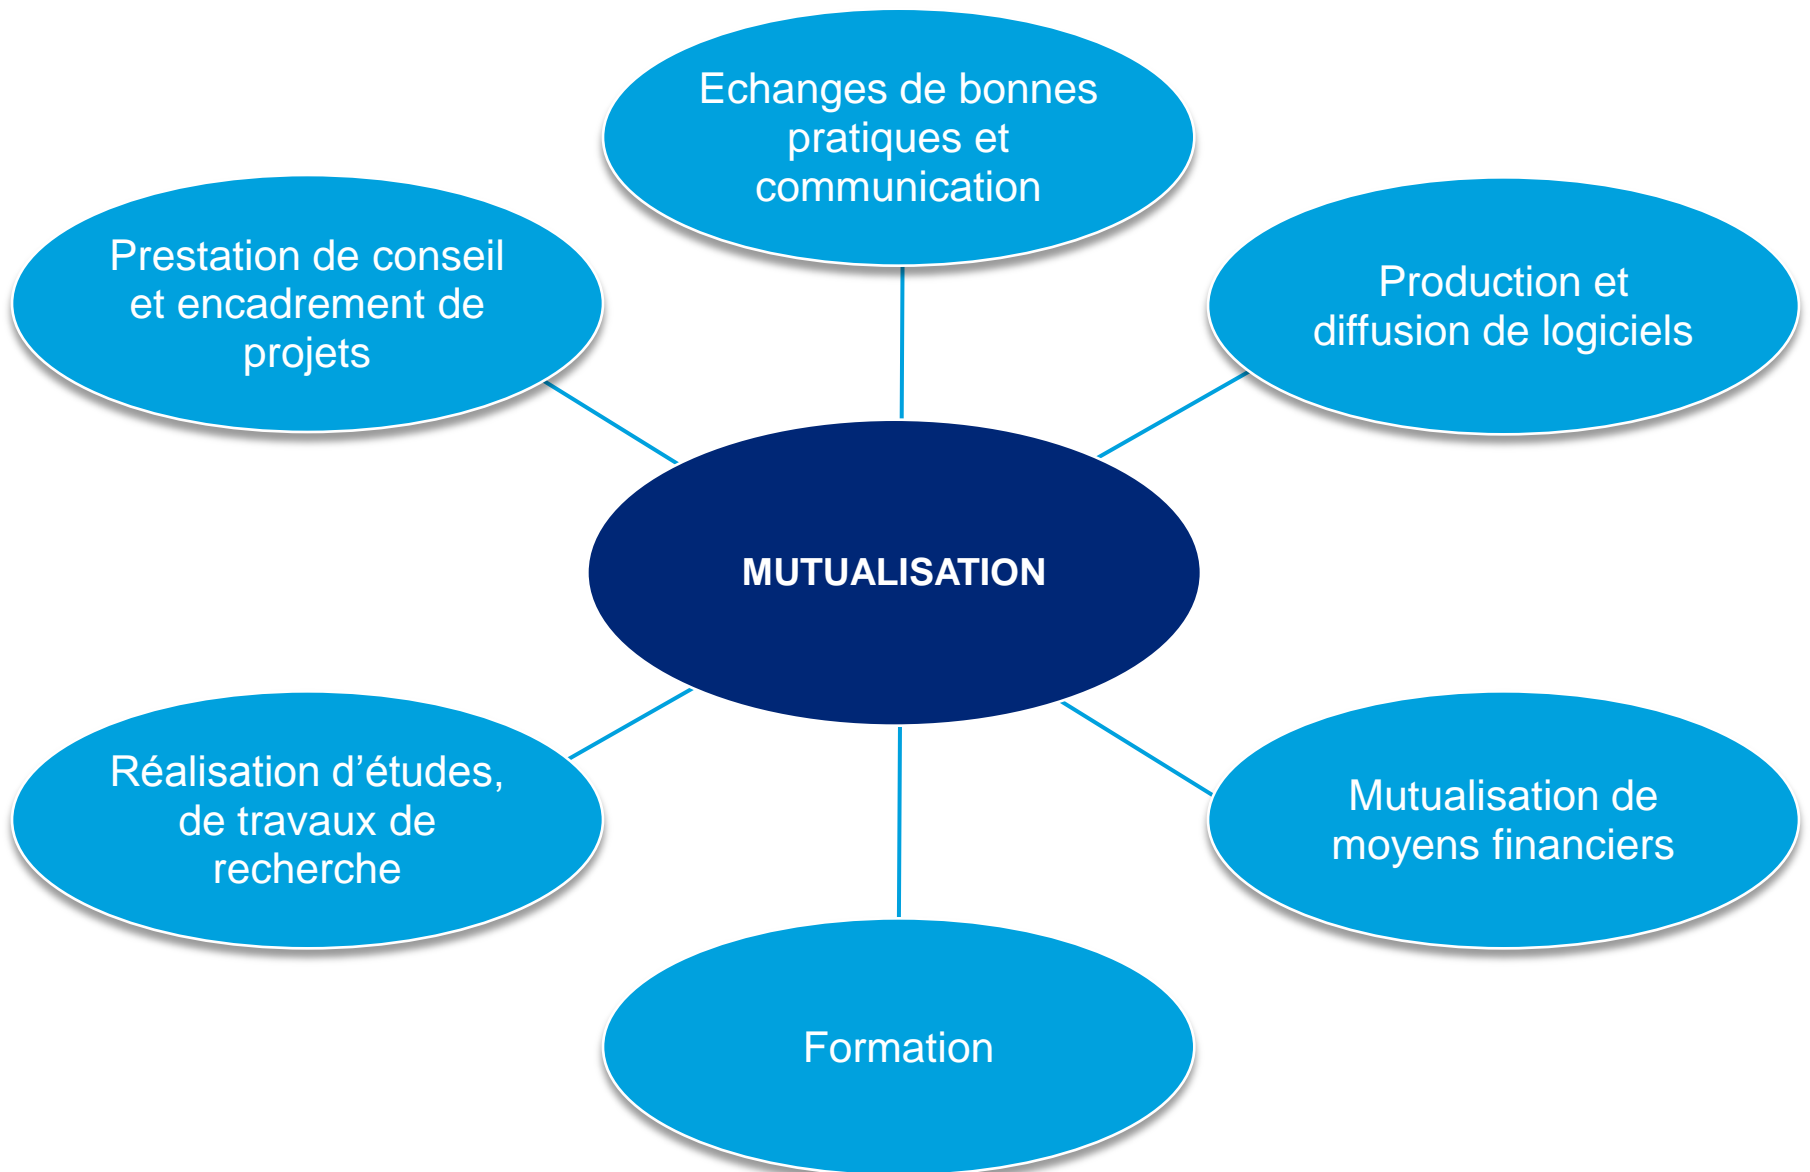 Echanges de bonnes
pratiques et
communication
Prestation de conseil
et encadrement de
projets
Production et
diffusion de logiciels
MUTUALISATION
Réalisation d’études,
de travaux de
recherche
Mutualisation de
moyens financiers
Formation